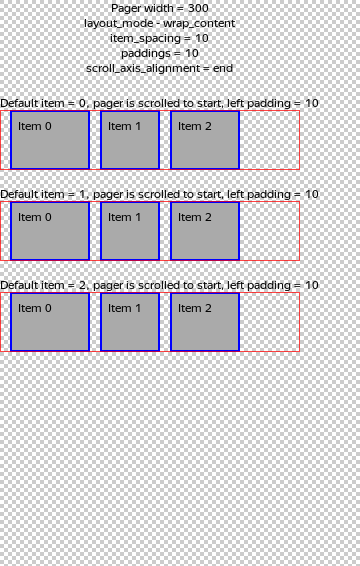 Pager width = 300
layout_mode - wrap_content
item_spacing = 10
paddings = 10
scroll_axis_alignment = end
Default item = 0, pager is scrolled to start, left padding = 10
Item 0 Item 1 Item 2
Default item = 1, pager is scrolled to start, left padding = 10
Item 0 Item 1 Item 2
Default item = 2, pager is scrolled to start, left padding = 10
Item 0 Item 1 Item 2